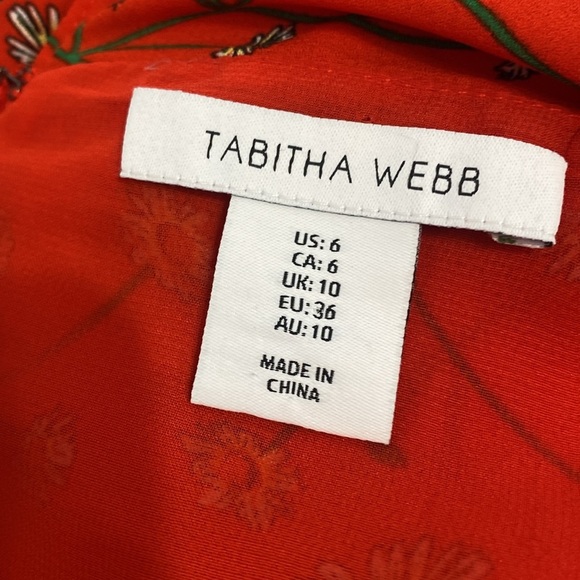 TABITHA WEBB
US: 6
CA: 6
UK: 10
EU: 36
AU: 10
MADE IN
CHINA